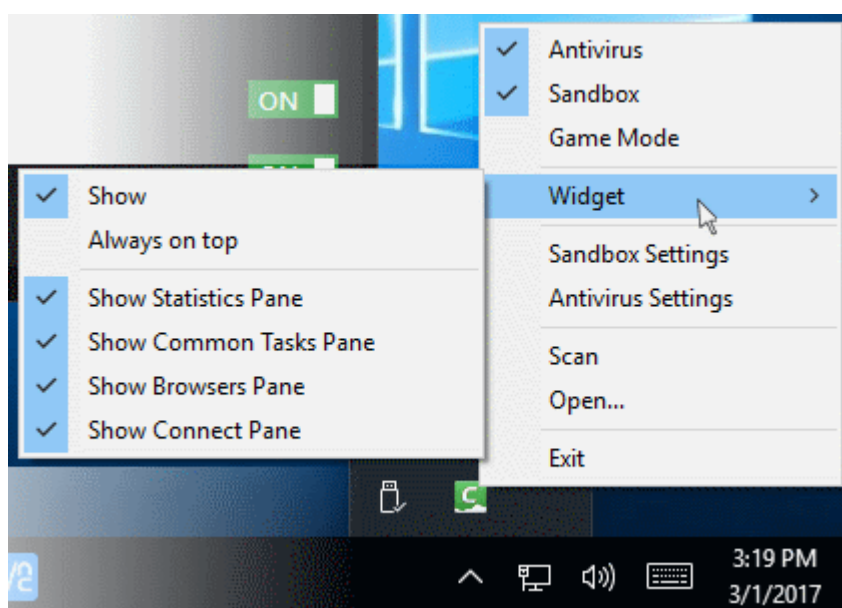 ON
Antivirus
Sandbox
Game Mode
Widget
Sandbox Settings
Antivirus Settings
Scan
Open...
Exit
Show
Always on top
Show Statistics Pane
Show Common Tasks Pane
Show Browsers Pane
Show Connect Pane
3:19 PM
3/1/2017